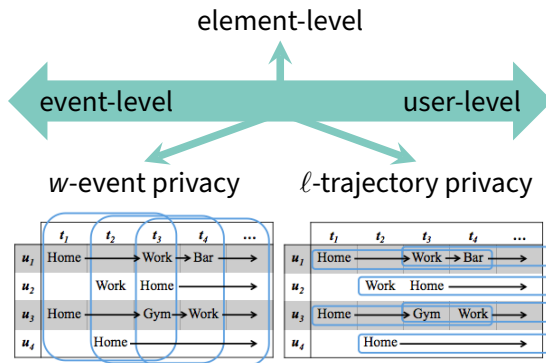 element-level
event-level user-level
w-event privacy ℓ-trajectory privacy
t1 t2 t3 t4 ...
u1 Home Work Bar
u2 Work Home
u3 Home Gym Work
u4 Home
t1 t2 t3 t4 ...
u1 Home Work Bar
u2 Work Home
u3 Home Gym Work
u4 Home